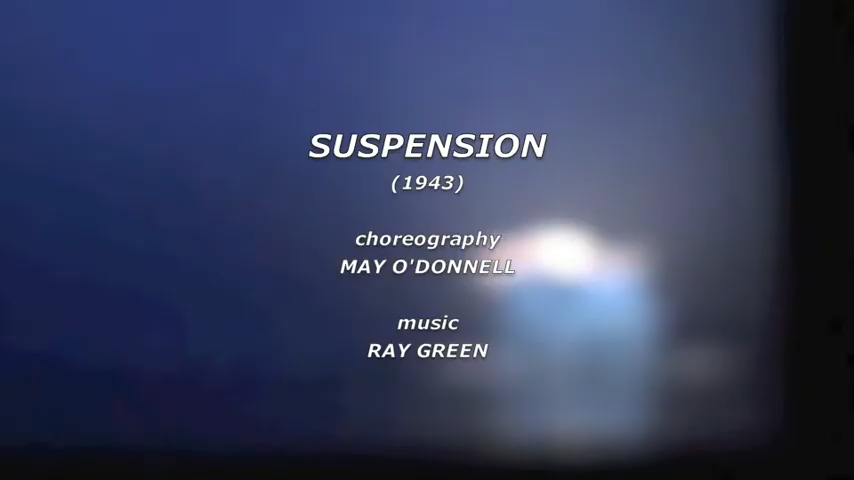 SUSPENSION
(1943)
choreography
MAY O'DONNELL
music
RAY GREEN